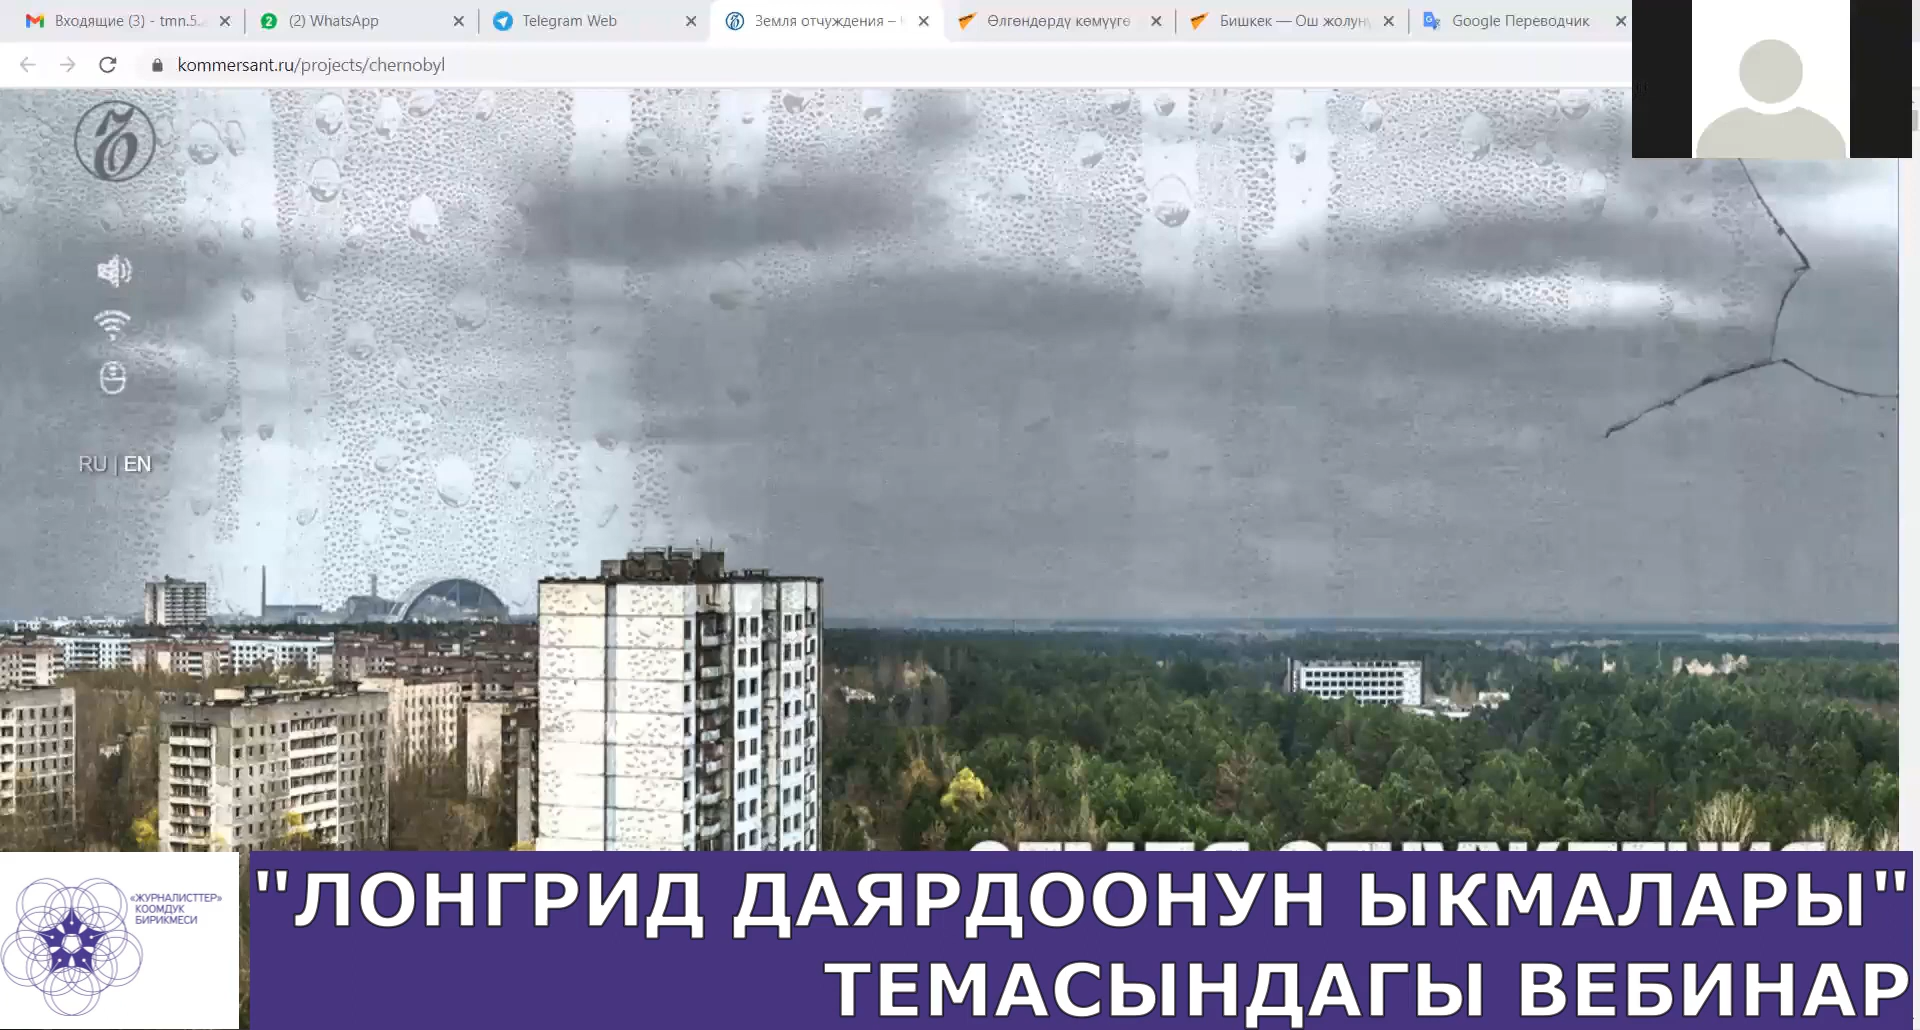 Входящие (3) - tmn.5.
(2) WhatsApp
Telegram Web
Земля отчуждения –
Өлгөндөрдү көмүүгө
Бишкек — Ош жолун
Google Переводчик
kommersant.ru/projects/chernobyl
RU | EN
«ЖУРНАЛИСТТЕР»
КООМДУК
БИРИКМЕСИ
"ЛОНГРИД ДАЯРДООНУН ЫКМАЛАРЫ"
ТЕМАСЫНДАГЫ ВЕБИНАР